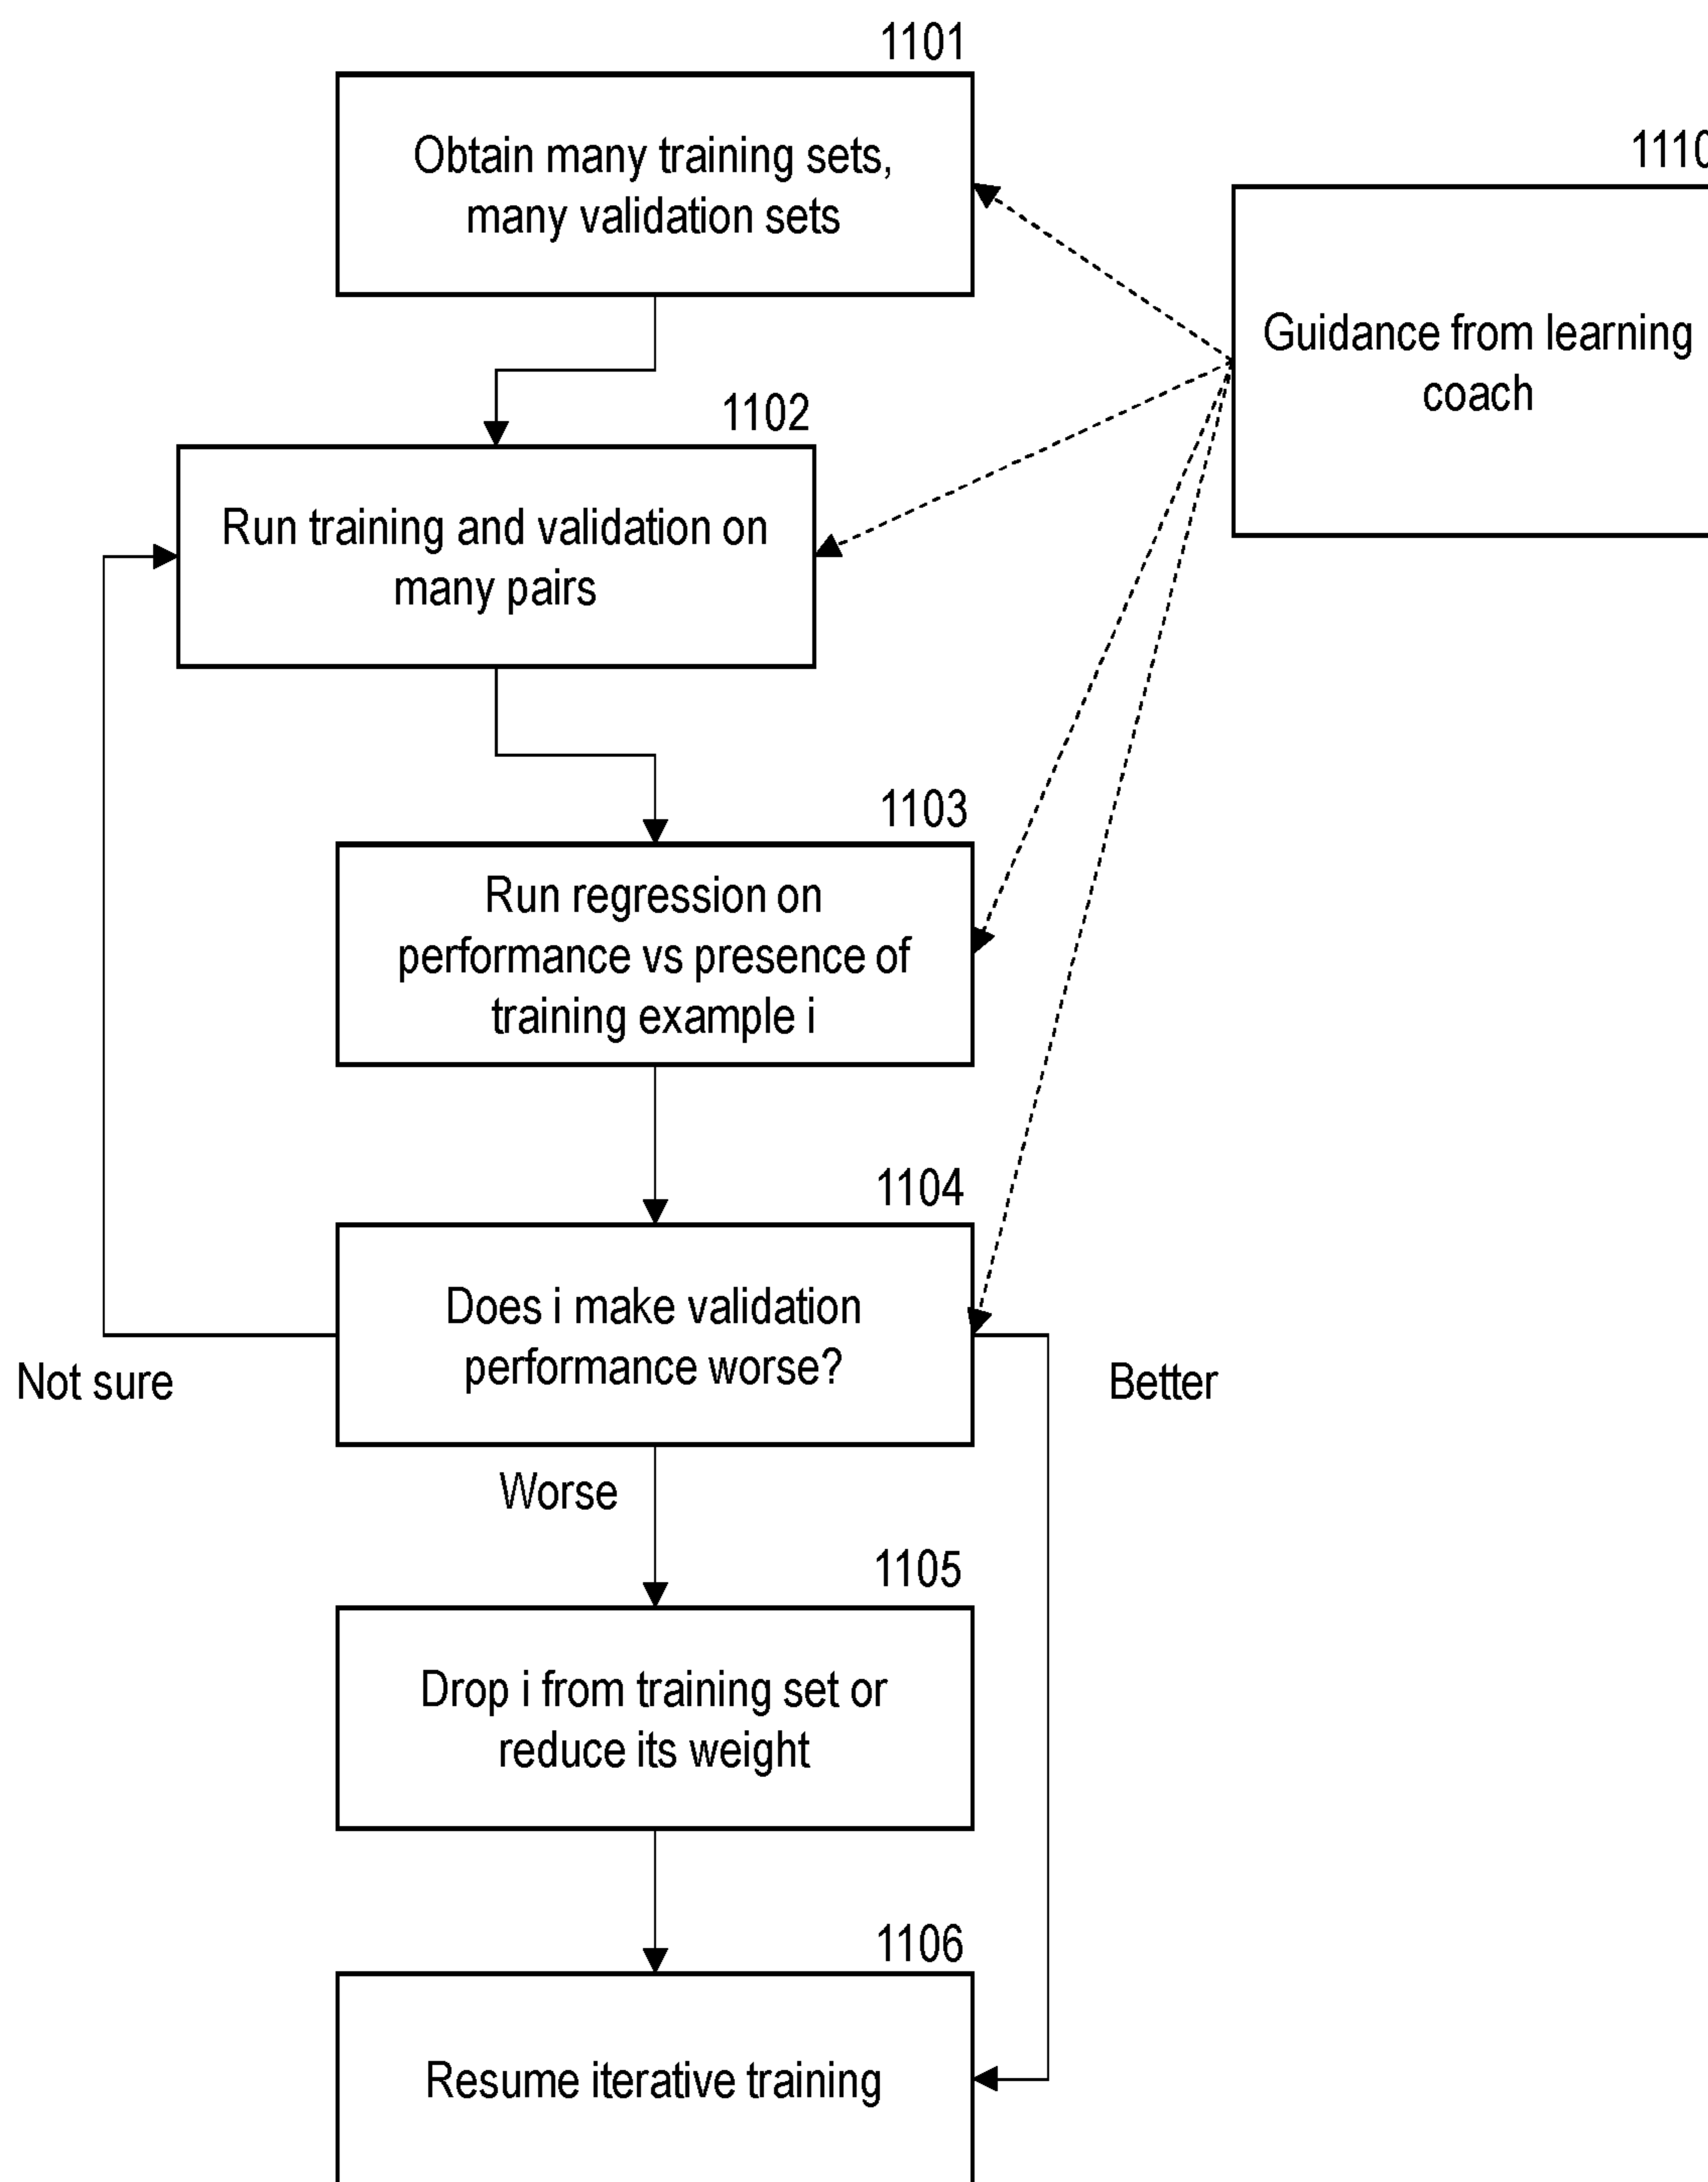 1101
Obtain many training sets,
many validation sets
1110
Guidance from learning
coach
1102
Run training and validation on
many pairs
1103
Run regression on
performance vs presence of
training example i
1104
Does i make validation
performance worse?
Not sure
Better
Worse
1105
Drop i from training set or
reduce its weight
1106
Resume iterative training